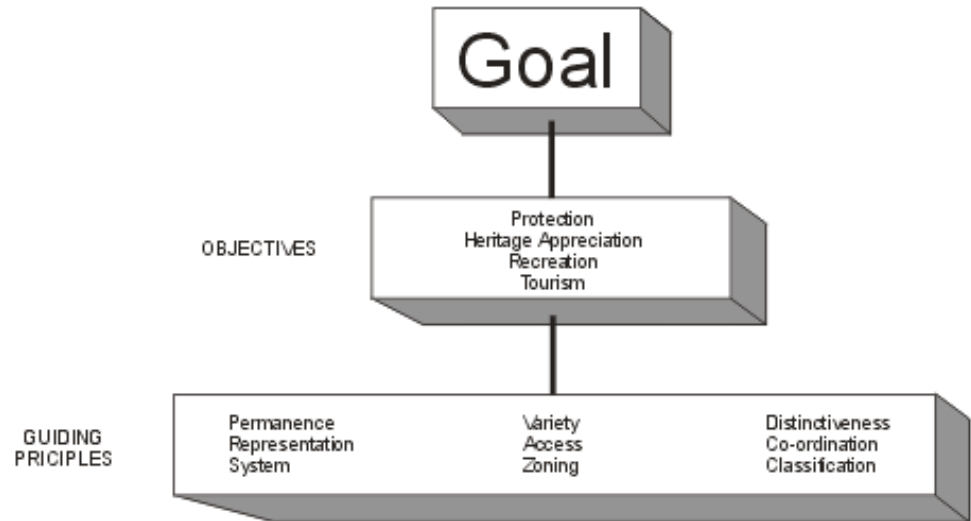 Goal
OBJECTIVES
Protection
Heritage Appreciation
Recreation
Tourism
GUIDING
PRICIPLES
Permanence
Representation
System
Variety
Access
Zoning
Distinctiveness
Co-ordination
Classification